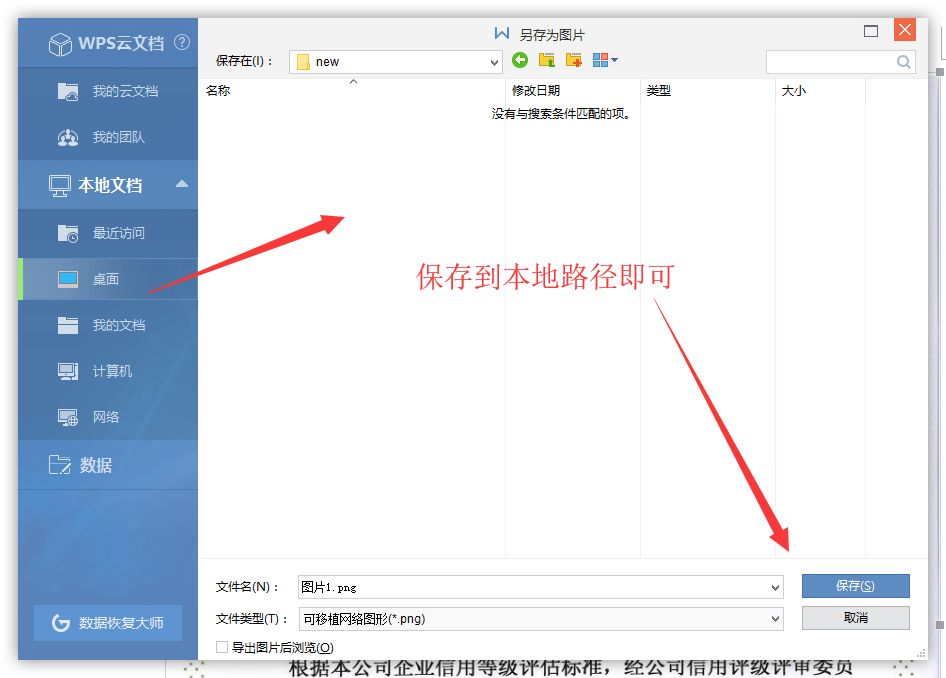 WPS云文档
我的云文档
我的团队
本地文档
最近访问
桌面
我的文档
计算机
网络
数据
数据恢复大师
另存为图片
保存在(I)：
new
名称
修改日期
类型
大小
没有与搜索条件匹配的项。
保存到本地路径即可
文件名(N)：
图片1.png
保存(S)
文件类型(T)：
可移植网络图形(*.png)
取消
导出图片后浏览(O)
根据本公司企业信用等级评估标准，经公司信用评级评审委员